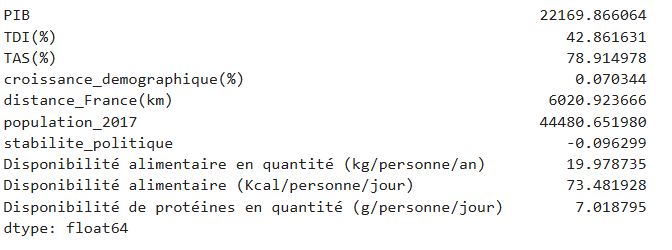 PIB 22169.866064
TDI(%) 42.861631
TAS(%) 78.914978
croissance_demographique(%) 0.070344
distance_France(km) 6020.923666
population_2017 44480.651980
stabilite_politique -0.096299
Disponibilité alimentaire en quantité (kg/personne/an) 19.978735
Disponibilité alimentaire (Kcal/personne/jour) 73.481928
Disponibilité de protéines en quantité (g/personne/jour) 7.018795
dtype: float64